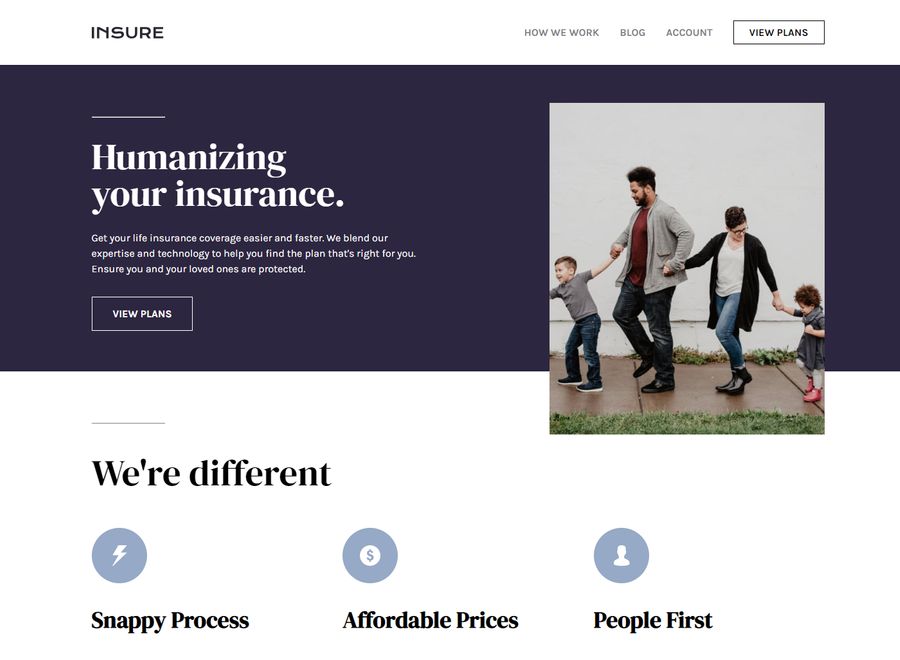 INSURE
HOW WE WORK
BLOG
ACCOUNT
VIEW PLANS
Humanizing
your insurance.
Get your life insurance coverage easier and faster. We blend our
expertise and technology to help you find the plan that's right for you.
Ensure you and your loved ones are protected.
VIEW PLANS
We're different
$
Snappy Process
Affordable Prices
People First